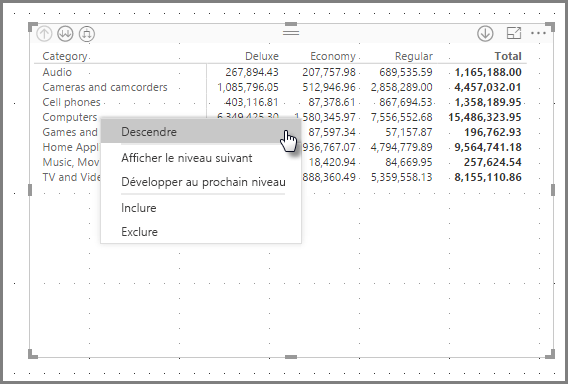 Category Deluxe Economy Regular Total
Audio 267,894.43 207,757.98 689,535.59 1,165,188.00
Cameras and camcorders 1,085,796.05 512,946.96 2,858,289.00 4,457,032.01
Cell phones 403,116.81 87,378.61 867,694.53 1,358,189.95
Computers 6,349,425.30 1,580,345.97 7,556,552.68 15,486,323.95
Games and 87,597.34 57,157.87 196,762.93
Home Appl 936,767.07 4,794,779.89 9,564,741.18
Music, Mov 18,420.94 84,669.95 257,624.54
TV and Vide 888,360.49 5,359,558.13 8,155,110.86
Descendre
Afficher le niveau suivant
Développer au prochain niveau
Inclure
Exclure